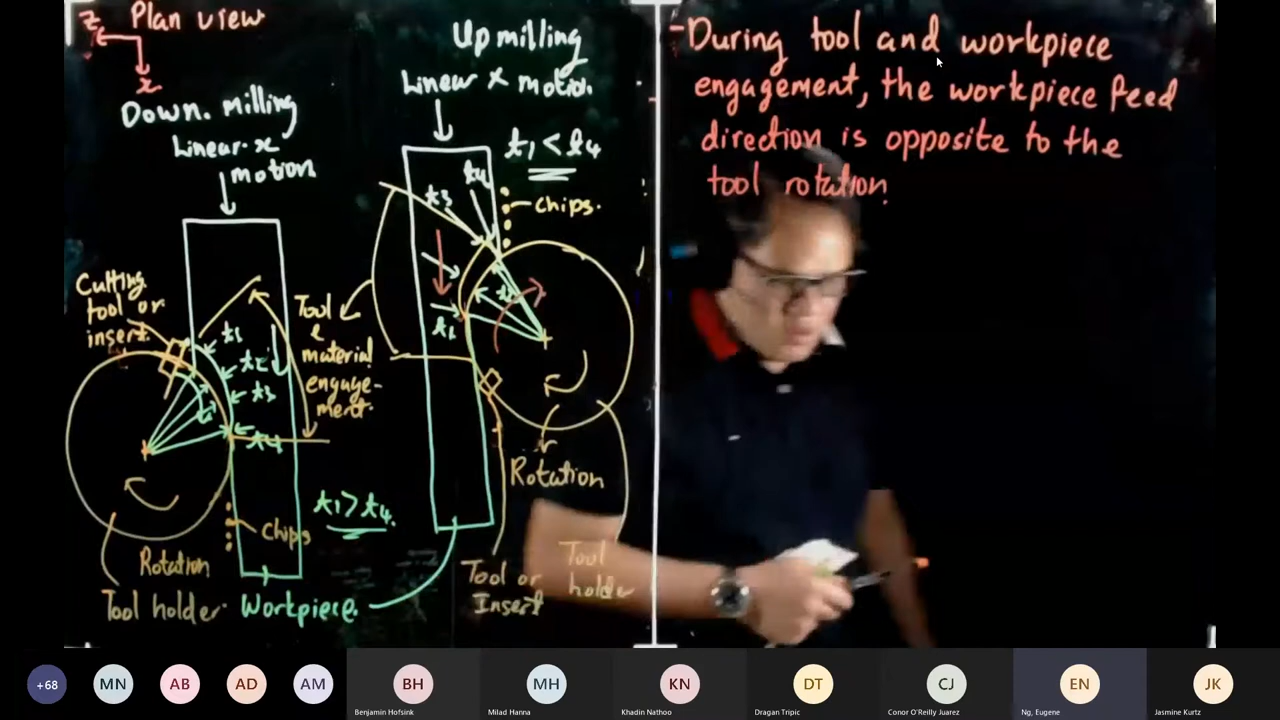 Plan view
z
x
Down. milling
Linear x
motion
Cutting
tool or
insert.
t1
t2
t3
t4
t1 > t4.
Chips
Rotation
Tool holder.
Workpiece.
Tool
&
material
engage-
ment.
Up milling
Linear x motion.
t1 < t4
t3
t4
chips.
t2
t1
Rotation
Tool or
Insert
Tool
holder
-During tool and workpiece
engagement, the workpiece feed
direction is opposite to the
tool rotation.
+68
MN
AB
AD
AM
BH
Benjamin Hofsink
MH
Milad Hanna
KN
Khadin Nathoo
DT
Dragan Tripic
CJ
Conor O'Reilly Juarez
EN
Ng, Eugene
JK
Jasmine Kurtz